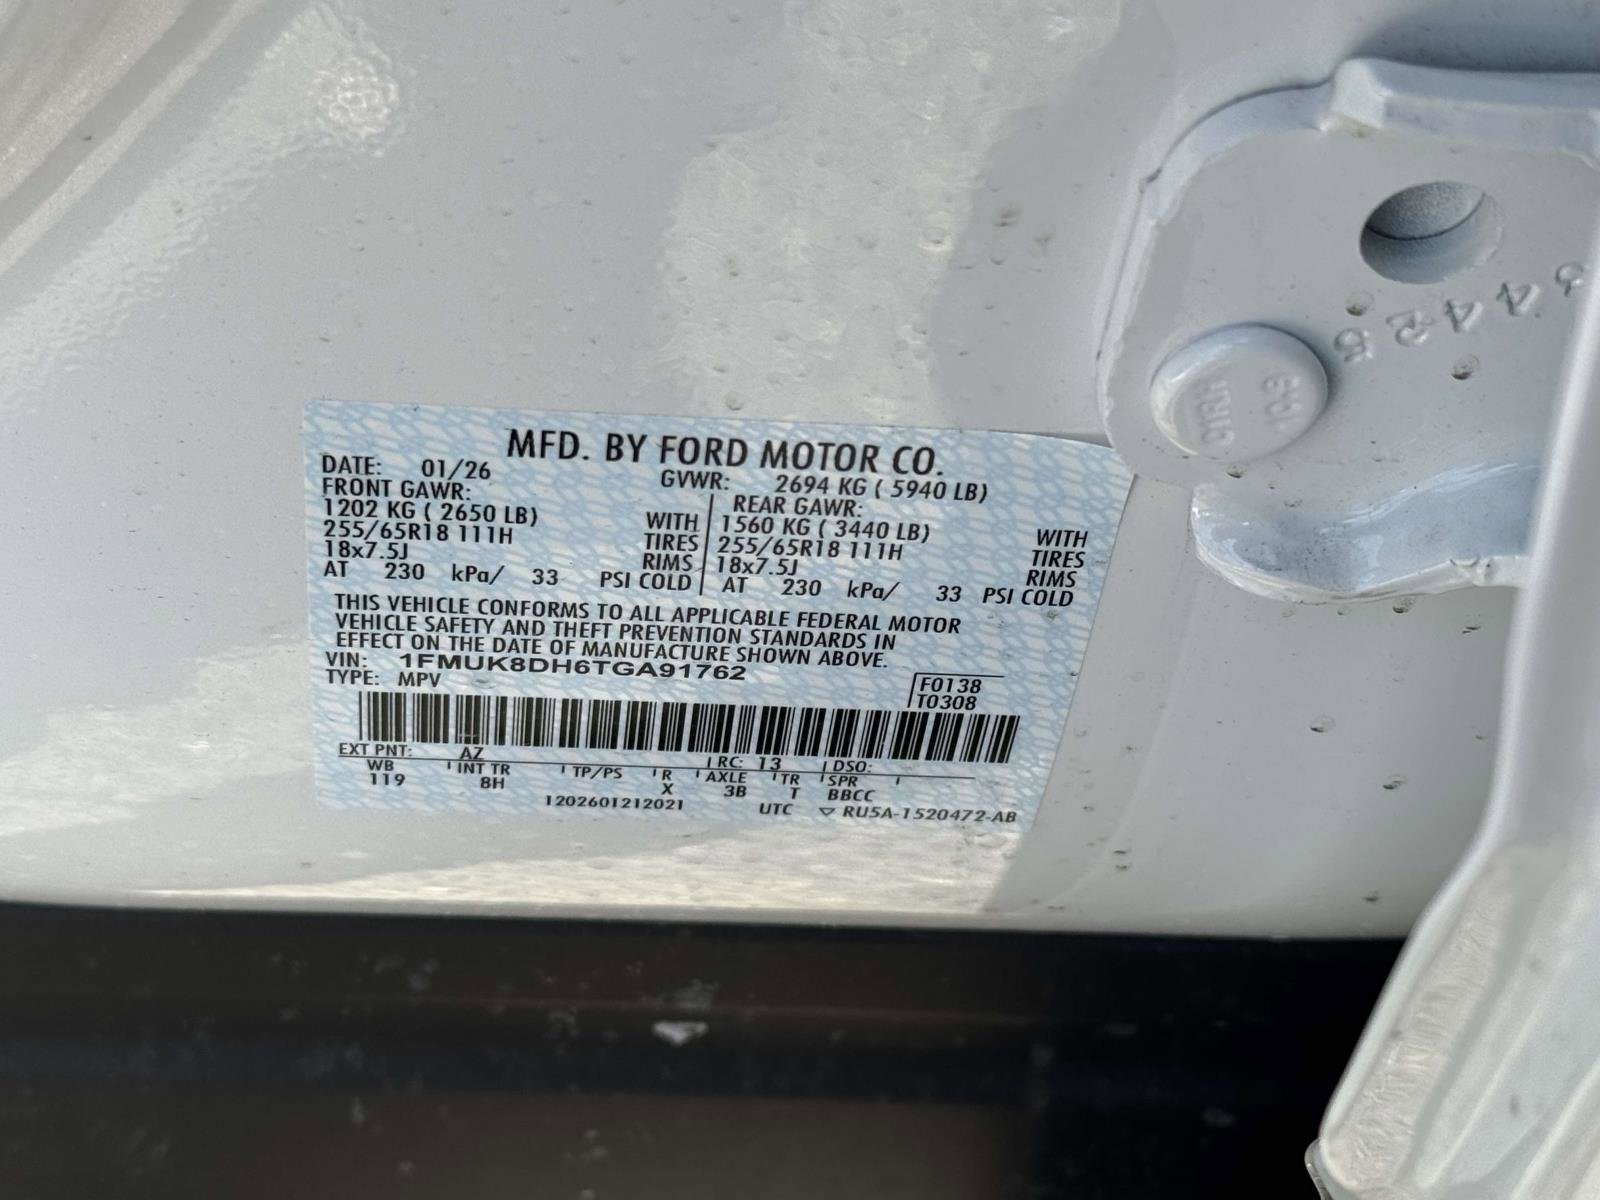 MFD. BY FORD MOTOR CO.
DATE: 01/26 GVWR: 2694 KG ( 5940 LB)
FRONT GAWR: REAR GAWR:
1202 KG ( 2650 LB) WITH 1560 KG ( 3440 LB) WITH
255/65R18 111H TIRES 255/65R18 111H TIRES
18x7.5J RIMS 18x7.5J RIMS
AT 230 kPa/ 33 PSI COLD AT 230 kPa/ 33 PSI COLD
THIS VEHICLE CONFORMS TO ALL APPLICABLE FEDERAL MOTOR
VEHICLE SAFETY AND THEFT PREVENTION STANDARDS IN
EFFECT ON THE DATE OF MANUFACTURE SHOWN ABOVE.
VIN: 1FMUK8DH6TGA91762
TYPE: MPV
F0138
T0308
EXT PNT: AZ RC: 13 DSO:
WB INT TR TP/PS R AXLE TR SPR
119 8H X 3B T BBCC
1202601212021 UTC RU5A-1520472-AB
34425
10.9